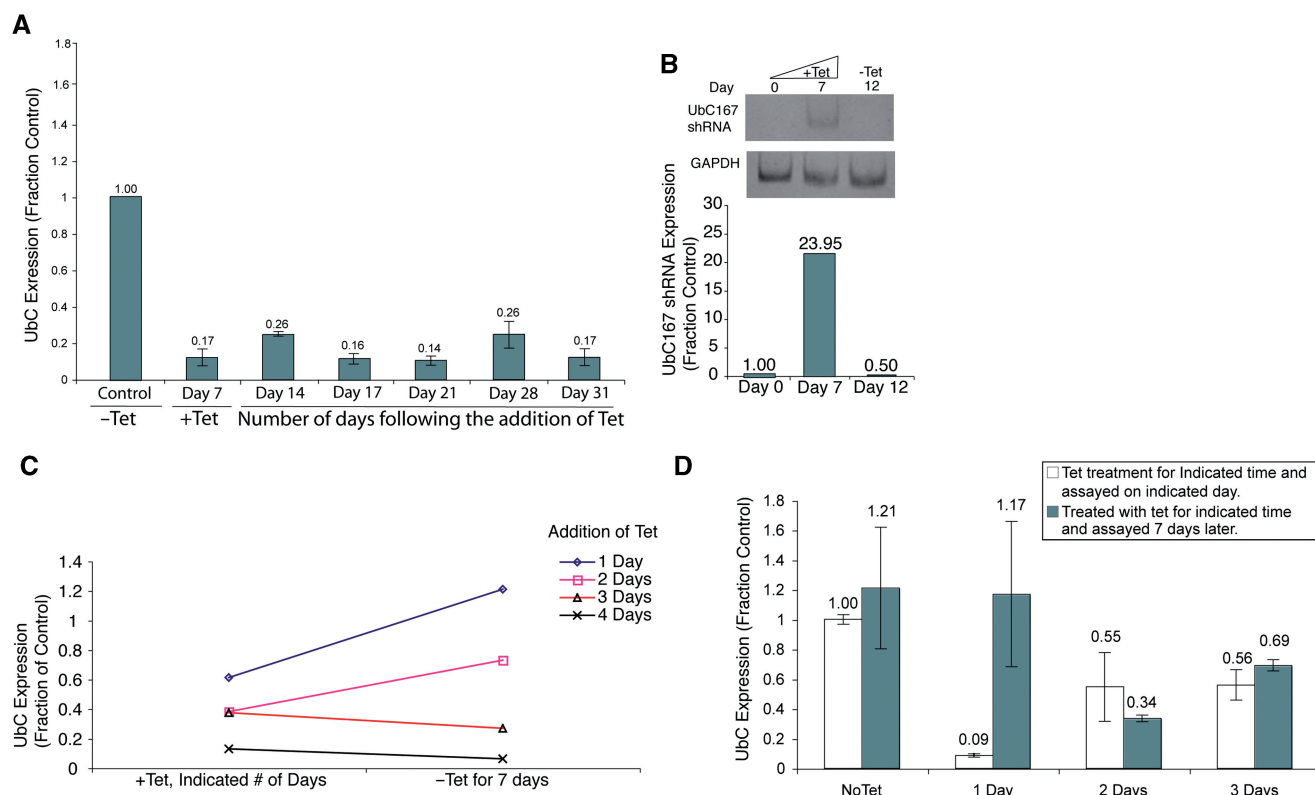 A
UbC Exression (Fraction Control)
1.8
1.6
1.4
1.2
1
0.8
0.6
0.4
0.2
0
1.00
0.17
0.26
0.16
0.14
0.26
0.17
Control
Day 7
Day 14
Day 17
Day 21
Day 28
Day 31
–Tet
+Tet
Number of days following the addition of Tet
B
+Tet
-Tet
Day
0
7
12
UbC167
shRNA
GAPDH
UbC167 shRNA Expression
(Fraction Control)
30
25
20
15
10
5
0
1.00
23.95
0.50
Day 0
Day 7
Day 12
C
UbC Expression
(Fraction of Control)
1.4
1.2
1
0.8
0.6
0.4
0.2
0
Addition of Tet
1 Day
2 Days
3 Days
4 Days
+Tet, Indicated # of Days
–Tet for 7 days
D
Tet treatment for Indicated time and
assayed on indicated day.
Treated with tet for indicated time
and assayed 7 days later.
UbC Expression (Fraction Control)
1.8
1.6
1.4
1.2
1
0.8
0.6
0.4
0.2
0
1.00
1.21
0.09
1.17
0.55
0.34
0.56
0.69
NoTet
1 Day
2 Days
3 Days